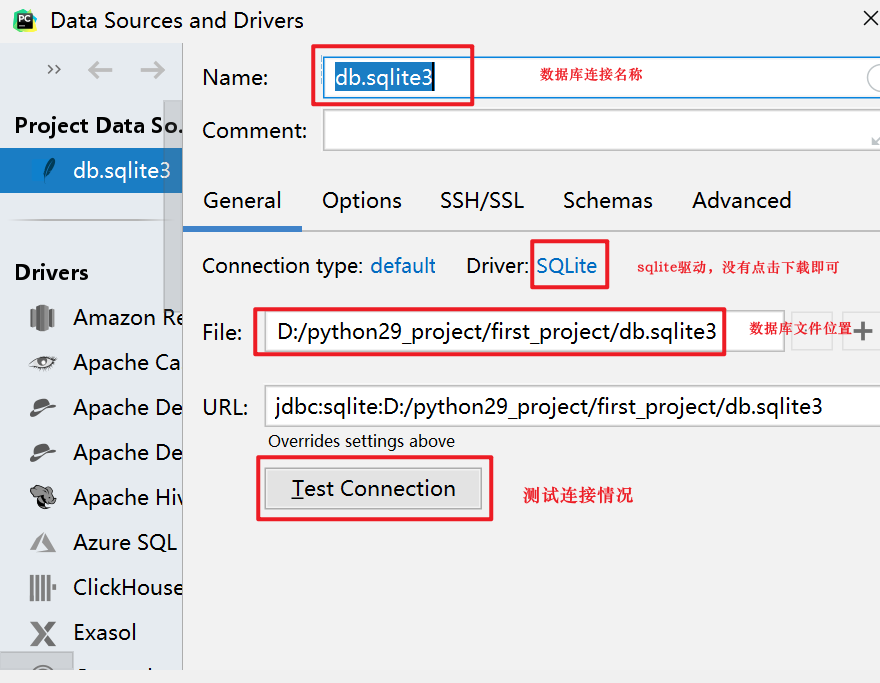 Data Sources and Drivers
Name: db.sqlite3 数据库连接名称
Comment:
Project Data So.
db.sqlite3
General Options SSH/SSL Schemas Advanced
Connection type: default Driver: SQLite sqlite驱动，没有点击下载即可
Drivers
File: D:/python29_project/first_project/db.sqlite3 数据库文件位置
URL: jdbc:sqlite:D:/python29_project/first_project/db.sqlite3
Overrides settings above
Test Connection 测试连接情况
Amazon Re
Apache Ca
Apache De
Apache De
Apache Hiv
Azure SQL
ClickHouse
Exasol